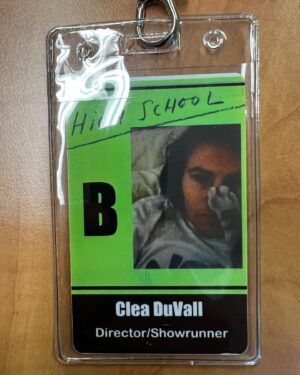 HIGH SCHOOL
B
Clea DuVall
Director/Showrunner